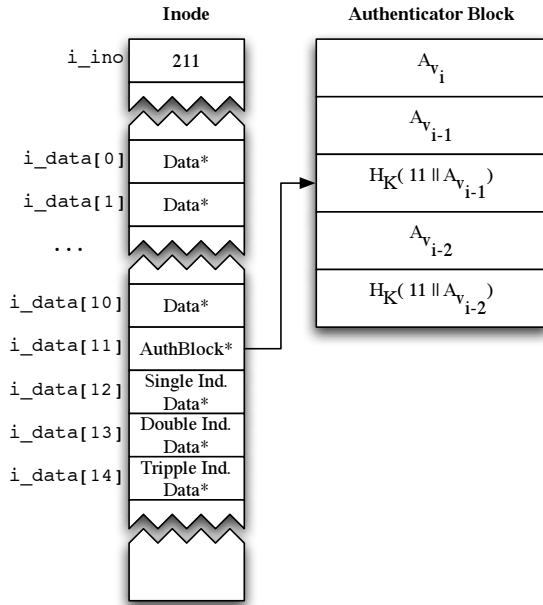 Inode
Authenticator Block
i_ino
211
i_data[0]
Data*
i_data[1]
Data*
...
i_data[10]
Data*
i_data[11]
AuthBlock*
i_data[12]
Single Ind.
Data*
i_data[13]
Double Ind.
Data*
i_data[14]
Tripple Ind.
Data*
A_{v_i}
A_{v_{i-1}}
H_K( 11 || A_{v_{i-1}})
A_{v_{i-2}}
H_K( 11 || A_{v_{i-2}})